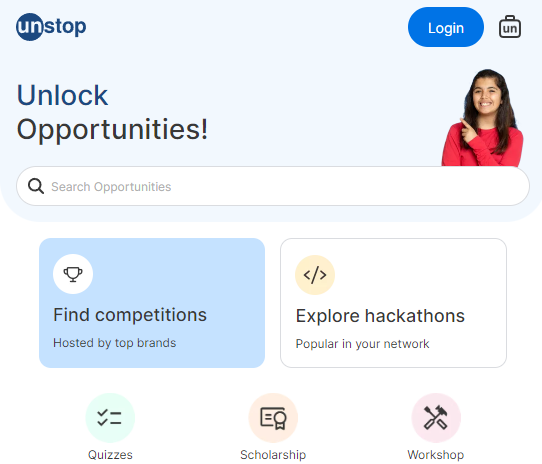 unstop
Login
un
Unlock
Opportunities!
Search Opportunities
Find competitions
Hosted by top brands
Explore hackathons
Popular in your network
Quizzes
Scholarship
Workshop